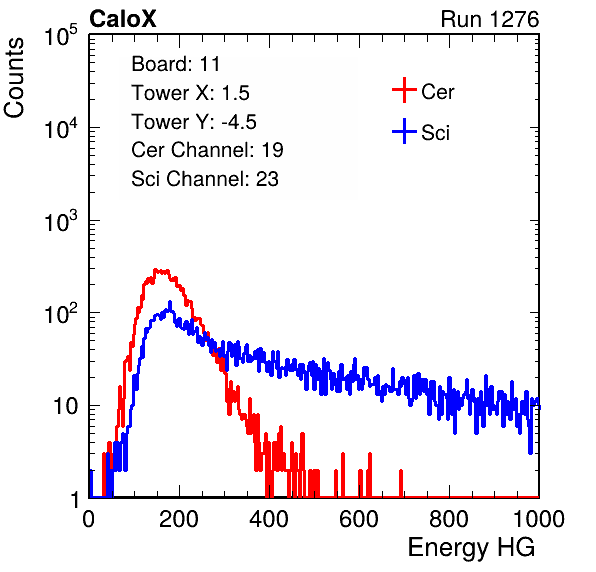 CaloX Run 1276
Counts
Board: 11
Tower X: 1.5
Tower Y: -4.5
Cer Channel: 19
Sci Channel: 23
Cer
Sci
10^5
10^4
10^3
10^2
10
1
0 200 400 600 800 1000
Energy HG